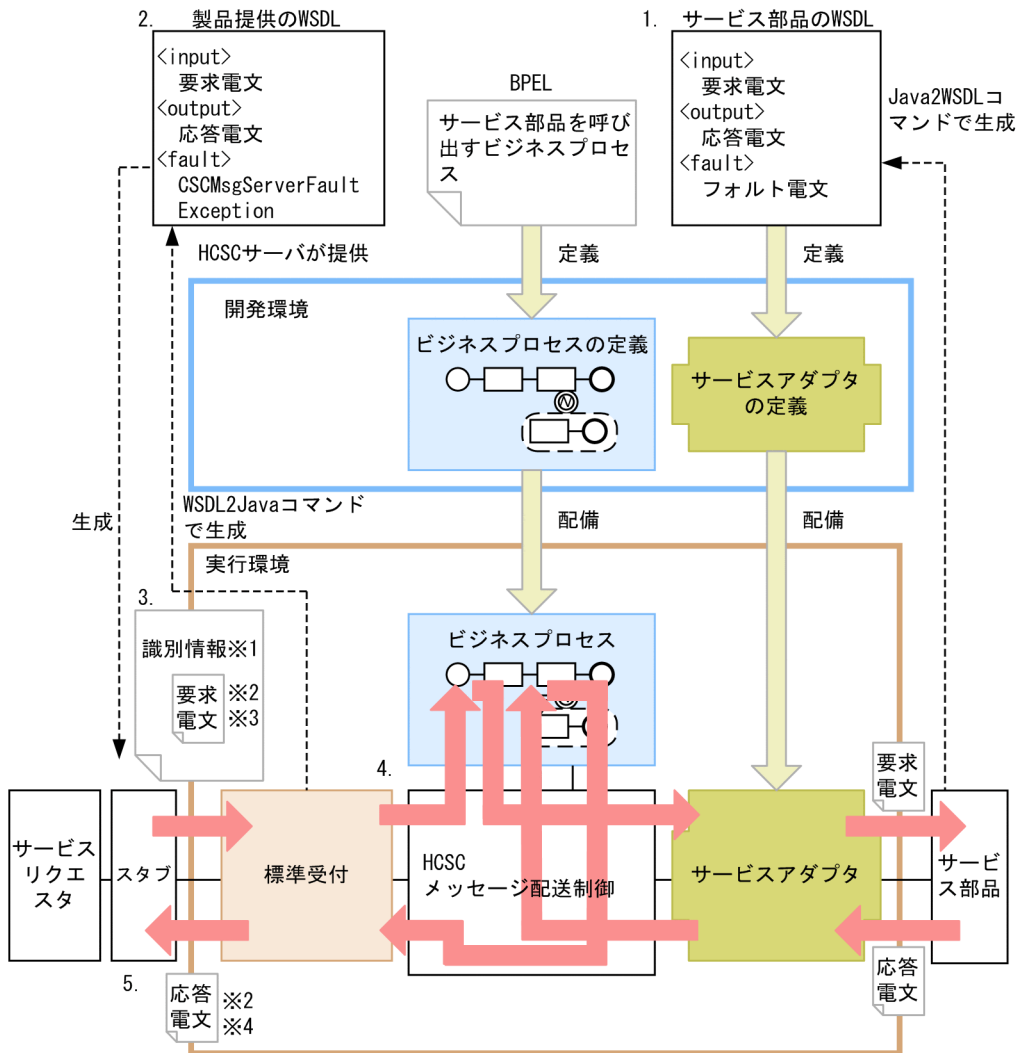 2. 製品提供のWSDL
<input>
要求電文
<output>
応答電文
<fault>
CSCMsgServerFault
Exception
1. サービス部品のWSDL
<input>
要求電文
<output>
応答電文
<fault>
フォルト電文
BPEL
サービス部品を呼び
出すビジネスプロセ
ス
Java2WSDLコ
マンドで生成
HCSCサーバが提供
定義
定義
開発環境
ビジネスプロセスの定義
サービスアダプタ
の定義
生成
WSDL2Javaコマンド
で生成
配備
配備
実行環境
3.
識別情報※1
要求
電文
※2
※3
ビジネスプロセス
4.
要求
電文
サービス
リクエ
スタ
スタブ
標準受付
HCSC
メッセージ配送制御
サービスアダプタ
サービ
ス部品
5.
応答
電文
※2
※4
応答
電文